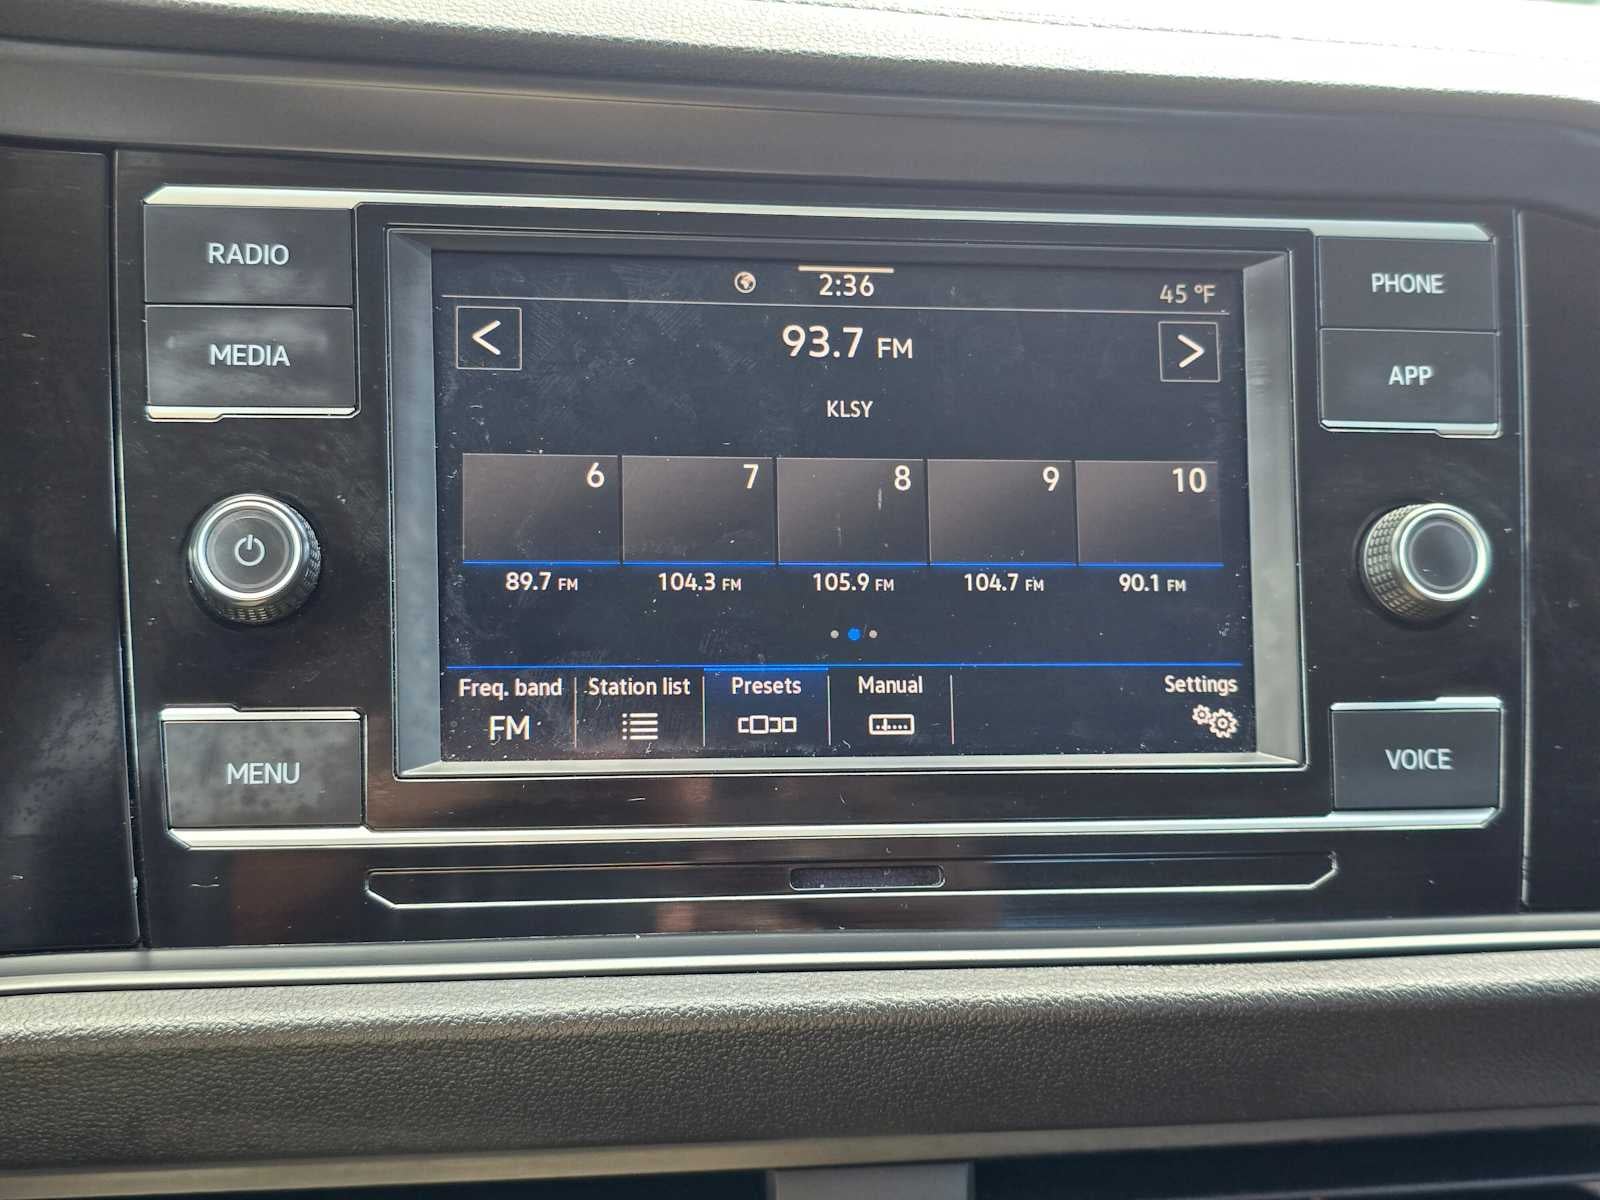 RADIO
MEDIA
MENU
2:36
45 °F
<
93.7 FM
>
KLSY
6 7 8 9 10
89.7 FM 104.3 FM 105.9 FM 104.7 FM 90.1 FM
Freq. band Station list Presets Manual Settings
FM
PHONE
APP
VOICE